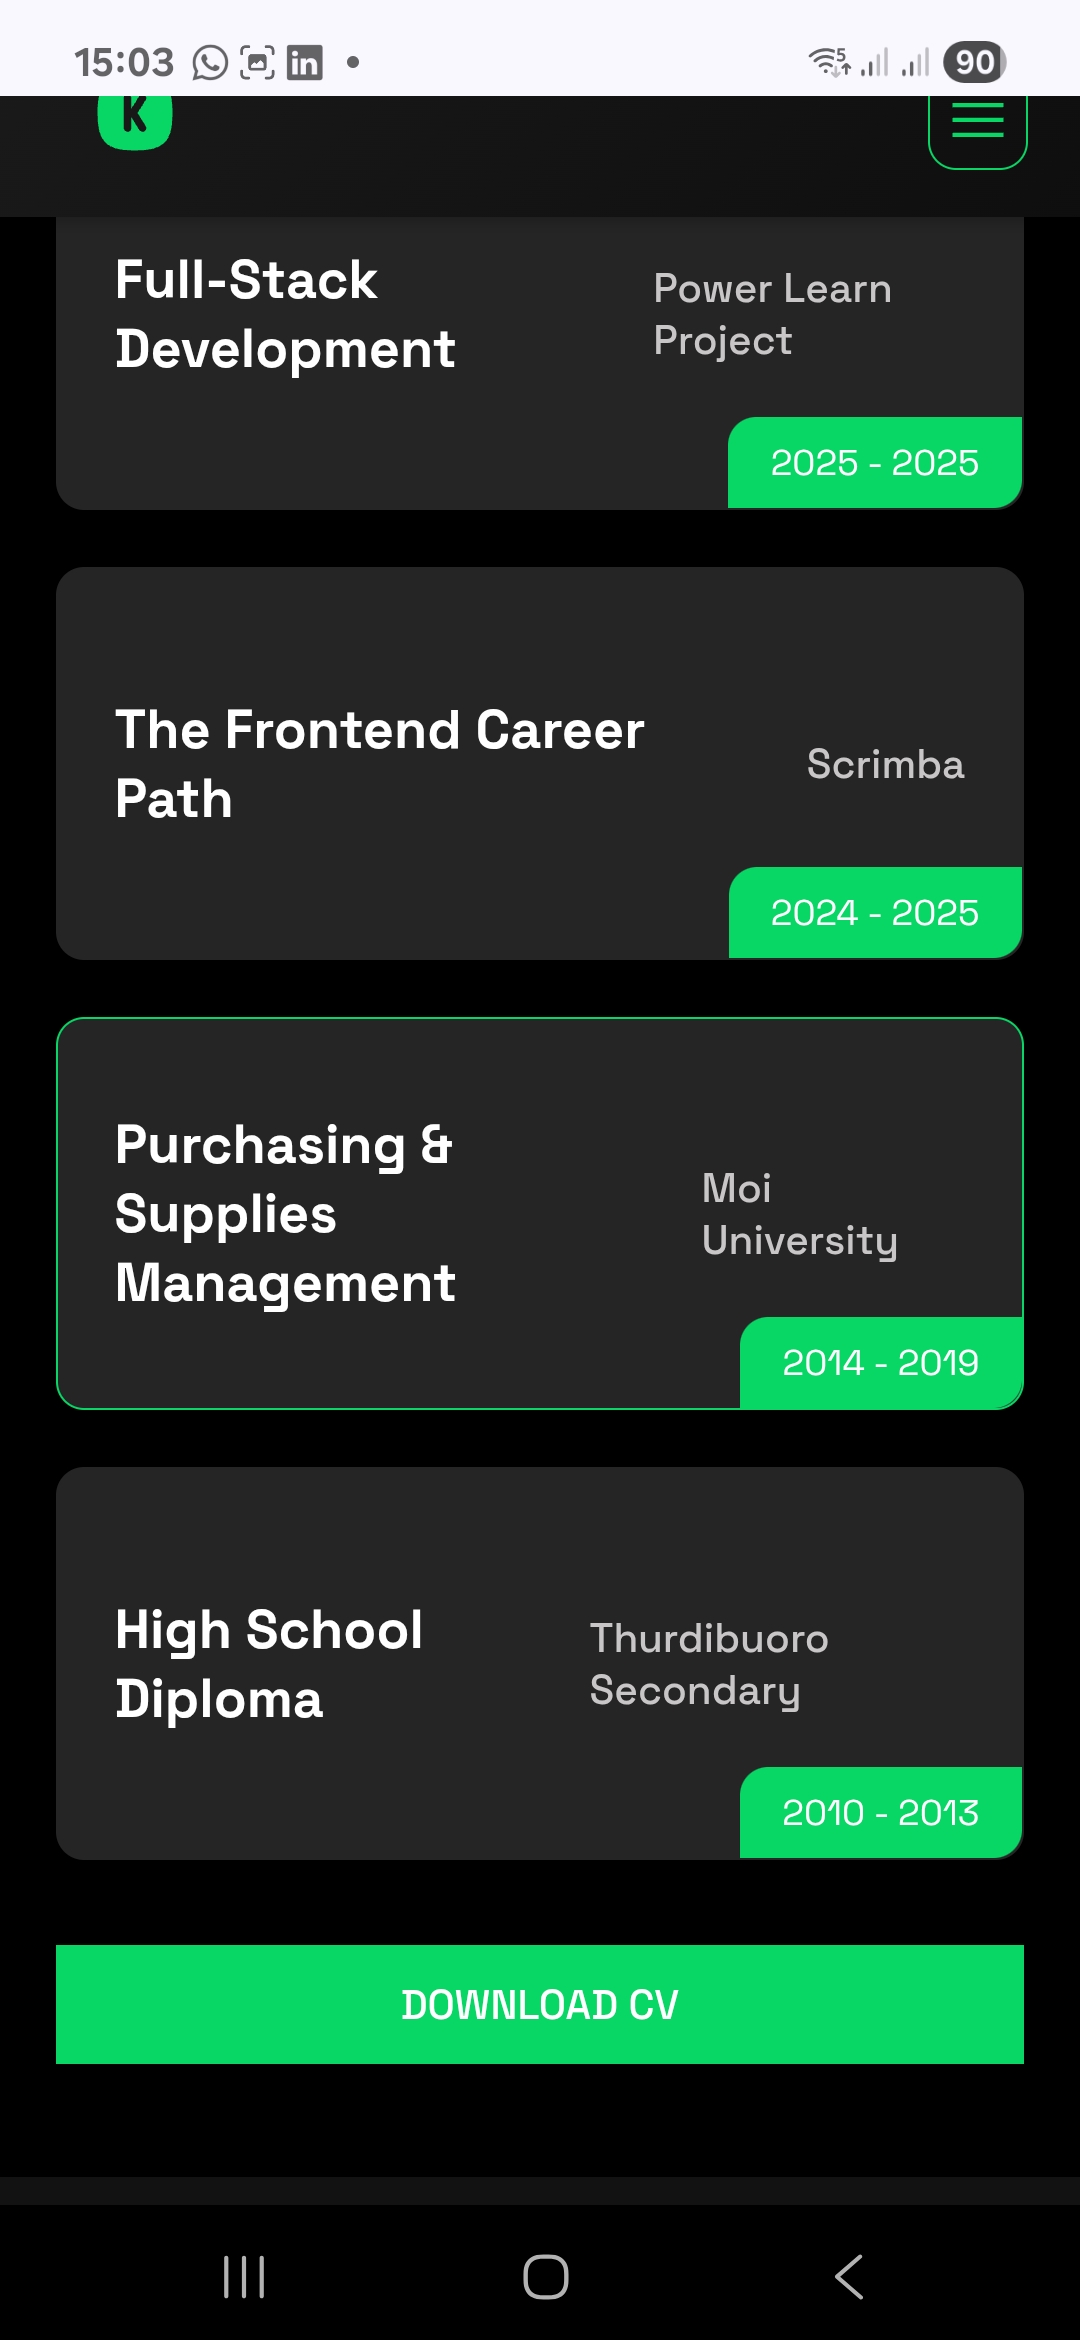 15:03
5
90
K
Full-Stack
Development
Power Learn
Project
2025 - 2025
The Frontend Career
Path
Scrimba
2024 - 2025
Purchasing &
Supplies
Management
Moi
University
2014 - 2019
High School
Diploma
Thurdibuoro
Secondary
2010 - 2013
DOWNLOAD CV